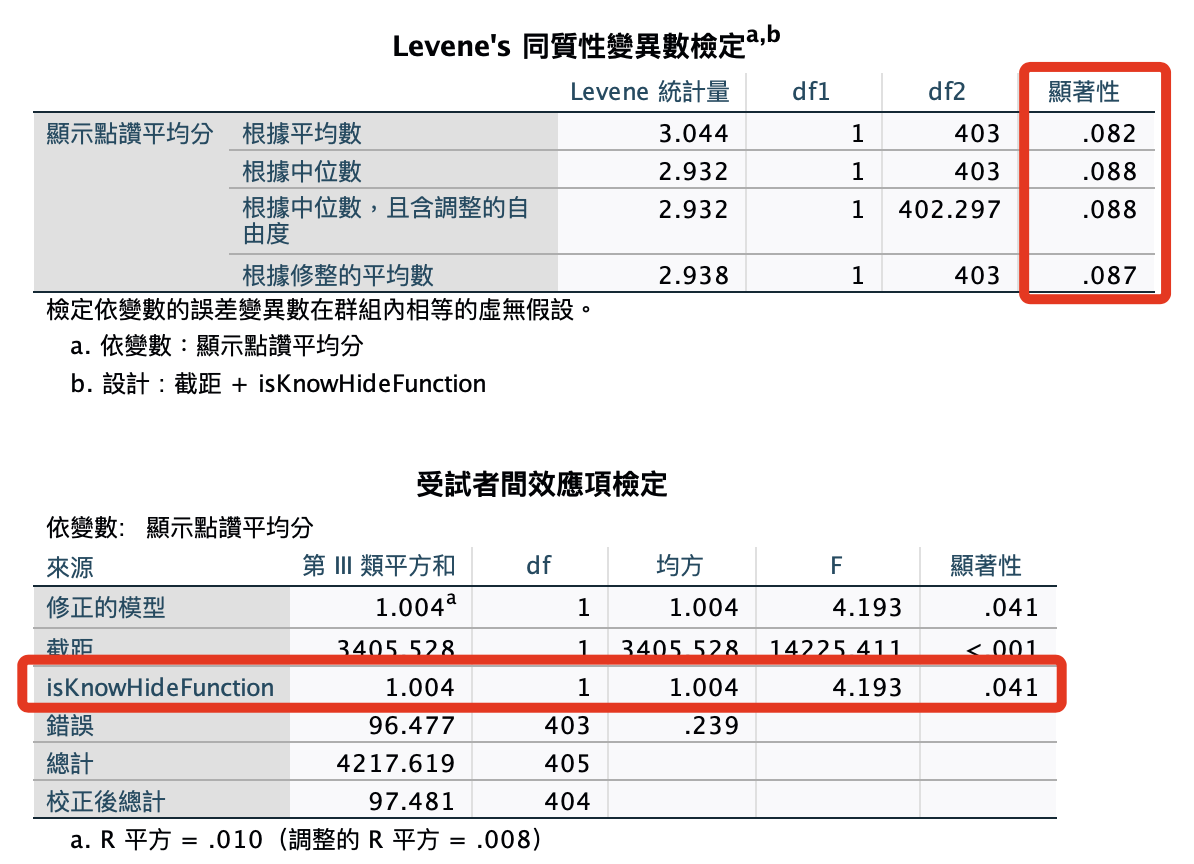 Levene's 同質性變異數檢定a,b
Levene 統計量 df1 df2 顯著性
顯示點讚平均分 根據平均數 3.044 1 403 .082
根據中位數 2.932 1 403 .088
根據中位數，且含調整的自 2.932 1 402.297 .088
由度
根據修整的平均數 2.938 1 403 .087
檢定依變數的誤差變異數在群組內相等的虛無假設。
a. 依變數：顯示點讚平均分
b. 設計：截距 + isKnowHideFunction
受試者間效應項檢定
依變數: 顯示點讚平均分
來源 第 III 類平方和 df 均方 F 顯著性
修正的模型 1.004a 1 1.004 4.193 .041
截距 3405.528 1 3405.528 14225.411 <.001
isKnowHideFunction 1.004 1 1.004 4.193 .041
錯誤 96.477 403 .239
總計 4217.619 405
校正後總計 97.481 404
a. R 平方 = .010（調整的 R 平方 = .008）